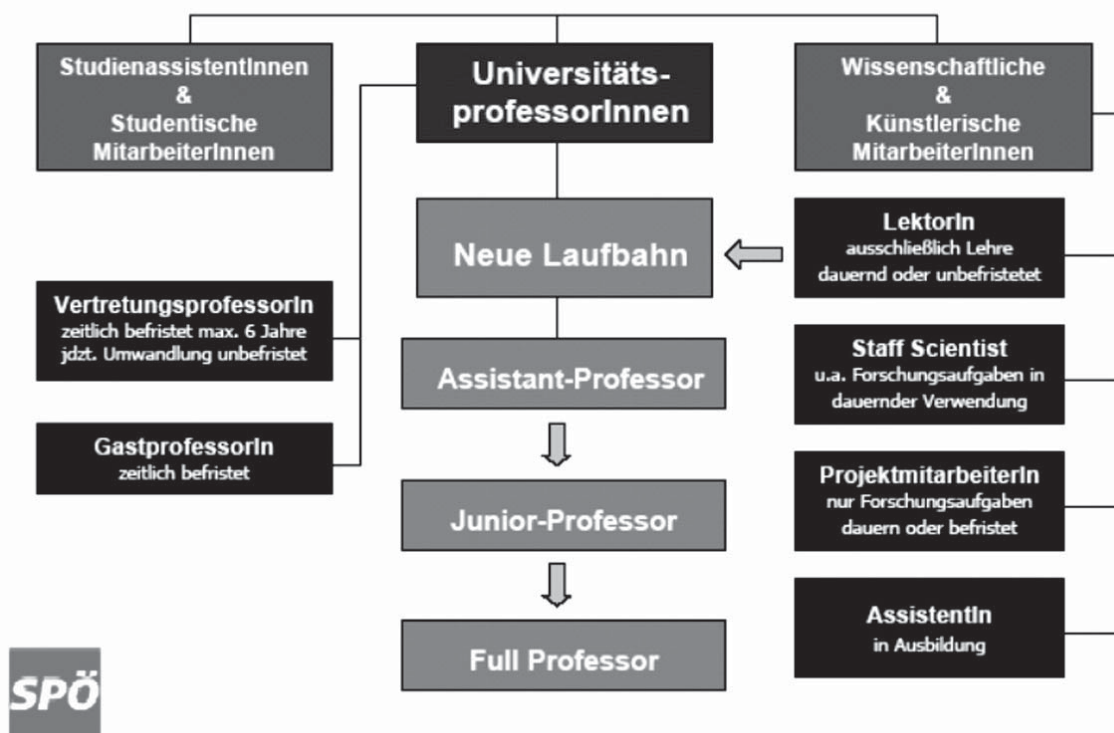 StudienassistentInnen
&
Studentische
MitarbeiterInnen
Universitäts-
professorInnen
Wissenschaftliche
&
Künstlerische
MitarbeiterInnen
Neue Laufbahn
LektorIn
ausschließlich Lehre
dauernd oder unbefristetet
VertretungsprofessorIn
zeitlich befristet max. 6 Jahre
jdzt. Umwandlung unbefristet
Assistant-Professor
Staff Scientist
u.a. Forschungsaufgaben in
dauernder Verwendung
GastprofessorIn
zeitlich befristet
Junior-Professor
ProjektmitarbeiterIn
nur Forschungsaufgaben
dauern oder befristet
Full Professor
AssistentIn
in Ausbildung
SPÖ